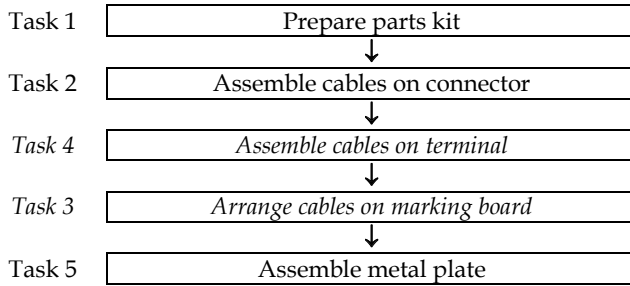 Task 1 Prepare parts kit
Task 2 Assemble cables on connector
Task 4 Assemble cables on terminal
Task 3 Arrange cables on marking board
Task 5 Assemble metal plate